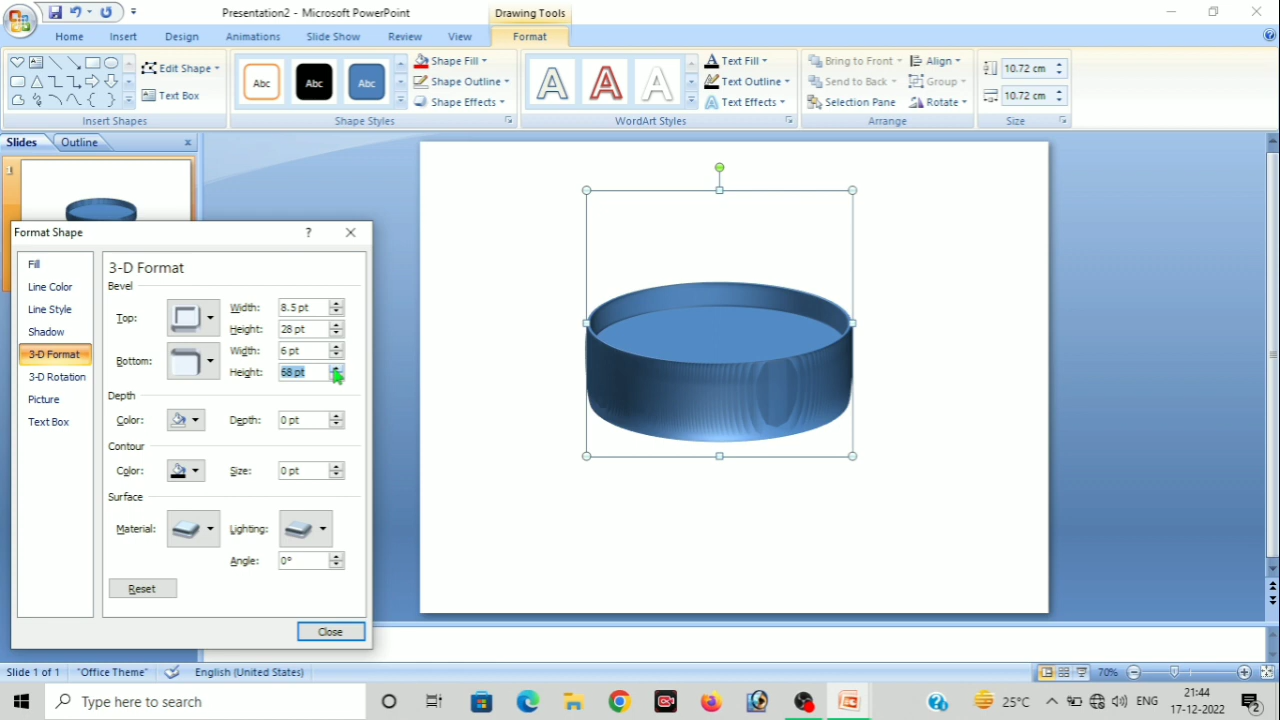 Presentation2 - Microsoft PowerPoint
Drawing Tools
Home
Insert
Design
Animations
Slide Show
Review
View
Format
Edit Shape
Text Box
Insert Shapes
Abc
Abc
Abc
Shape Fill
Shape Outline
Shape Effects
Shape Styles
A
A
A
Text Fill
Text Outline
Text Effects
WordArt Styles
Bring to Front
Send to Back
Selection Pane
Align
Group
Rotate
Arrange
10.72 cm
10.72 cm
Size
Slides
Outline
1
Format Shape
?
Fill
Line Color
Line Style
Shadow
3-D Format
3-D Rotation
Picture
Text Box
3-D Format
Bevel
Top:
Width: 8.5 pt
Height: 28 pt
Bottom:
Width: 6 pt
Height: 68 pt
Depth
Color:
Depth: 0 pt
Contour
Color:
Size: 0 pt
Surface
Material:
Lighting:
Angle: 0°
Reset
Close
Slide 1 of 1
"Office Theme"
English (United States)
70%
Type here to search
25°C
ENG
21:44
17-12-2022
2